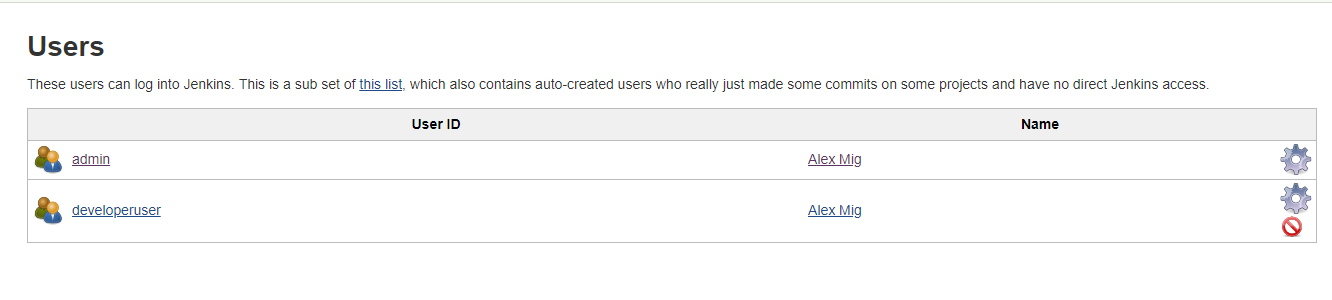 Users
These users can log into Jenkins. This is a sub set of this list, which also contains auto-created users who really just made some commits on some projects and have no direct Jenkins access.
User ID Name
admin Alex Mig
developeruser Alex Mig